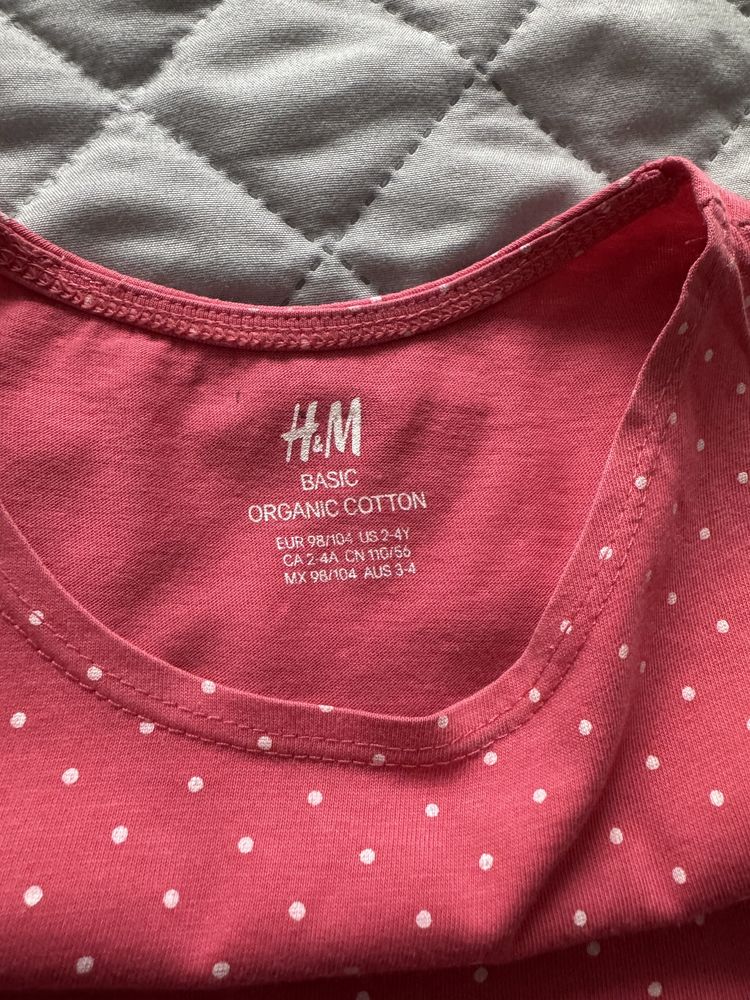 H&M
BASIC
ORGANIC COTTON
EUR 98/104 US 2-4Y
CA 2-4A CN 110/56
MX 98/104 AUS 3-4